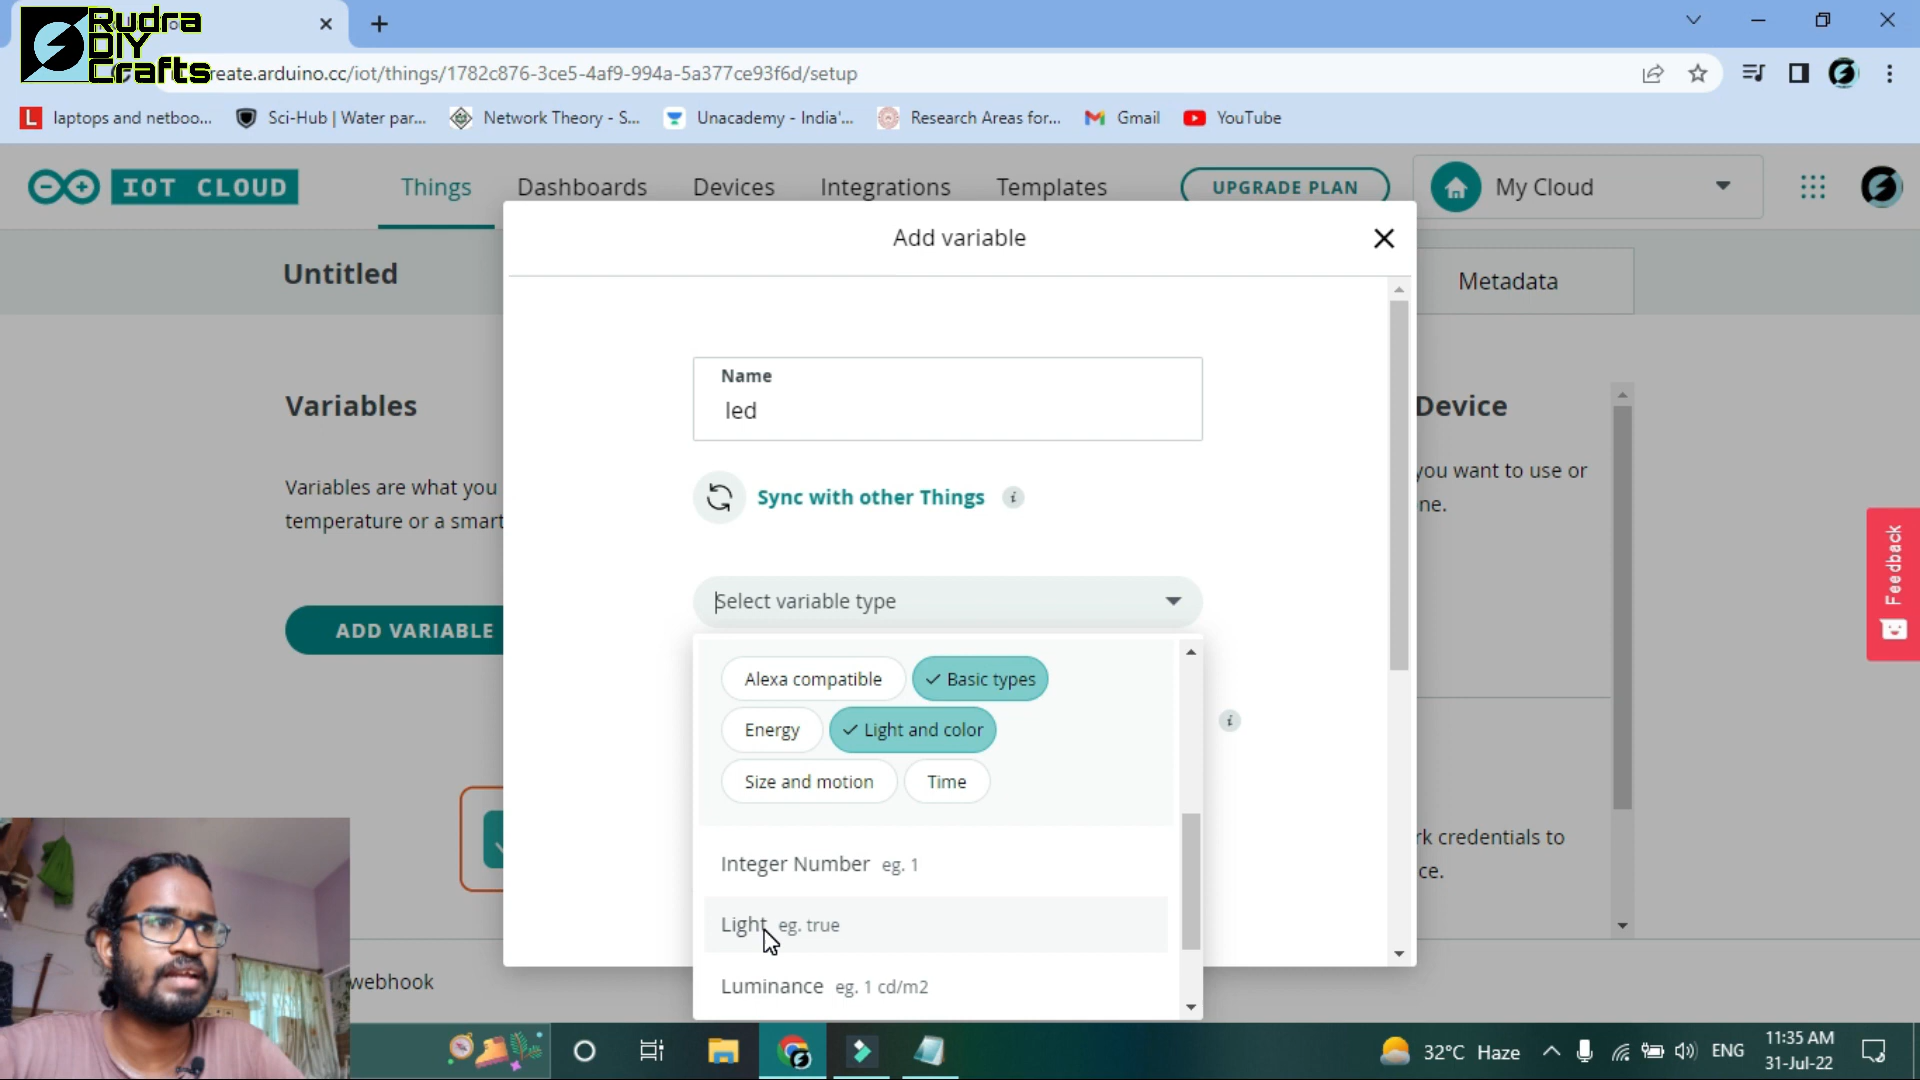 Rudra
DIY
Crafts
reate.arduino.cc/iot/things/1782c876-3ce5-4af9-994a-5a377ce93f6d/setup
L laptops and netboo...
Sci-Hub | Water par...
Network Theory - S...
Unacademy - India'...
Research Areas for...
Gmail
YouTube
IOT CLOUD
Things
Dashboards
Devices
Integrations
Templates
UPGRADE PLAN
My Cloud
Untitled
Metadata
Add variable
Variables
Variables are what you
temperature or a smart
ADD VARIABLE
Name
led
Sync with other Things
Select variable type
Alexa compatible
Basic types
Energy
Light and color
Size and motion
Time
Integer Number eg. 1
Light eg. true
Luminance eg. 1 cd/m2
Device
you want to use or
ne.
rk credentials to
ce.
Feedback
webhook
32°C Haze
ENG
11:35 AM
31-Jul-22